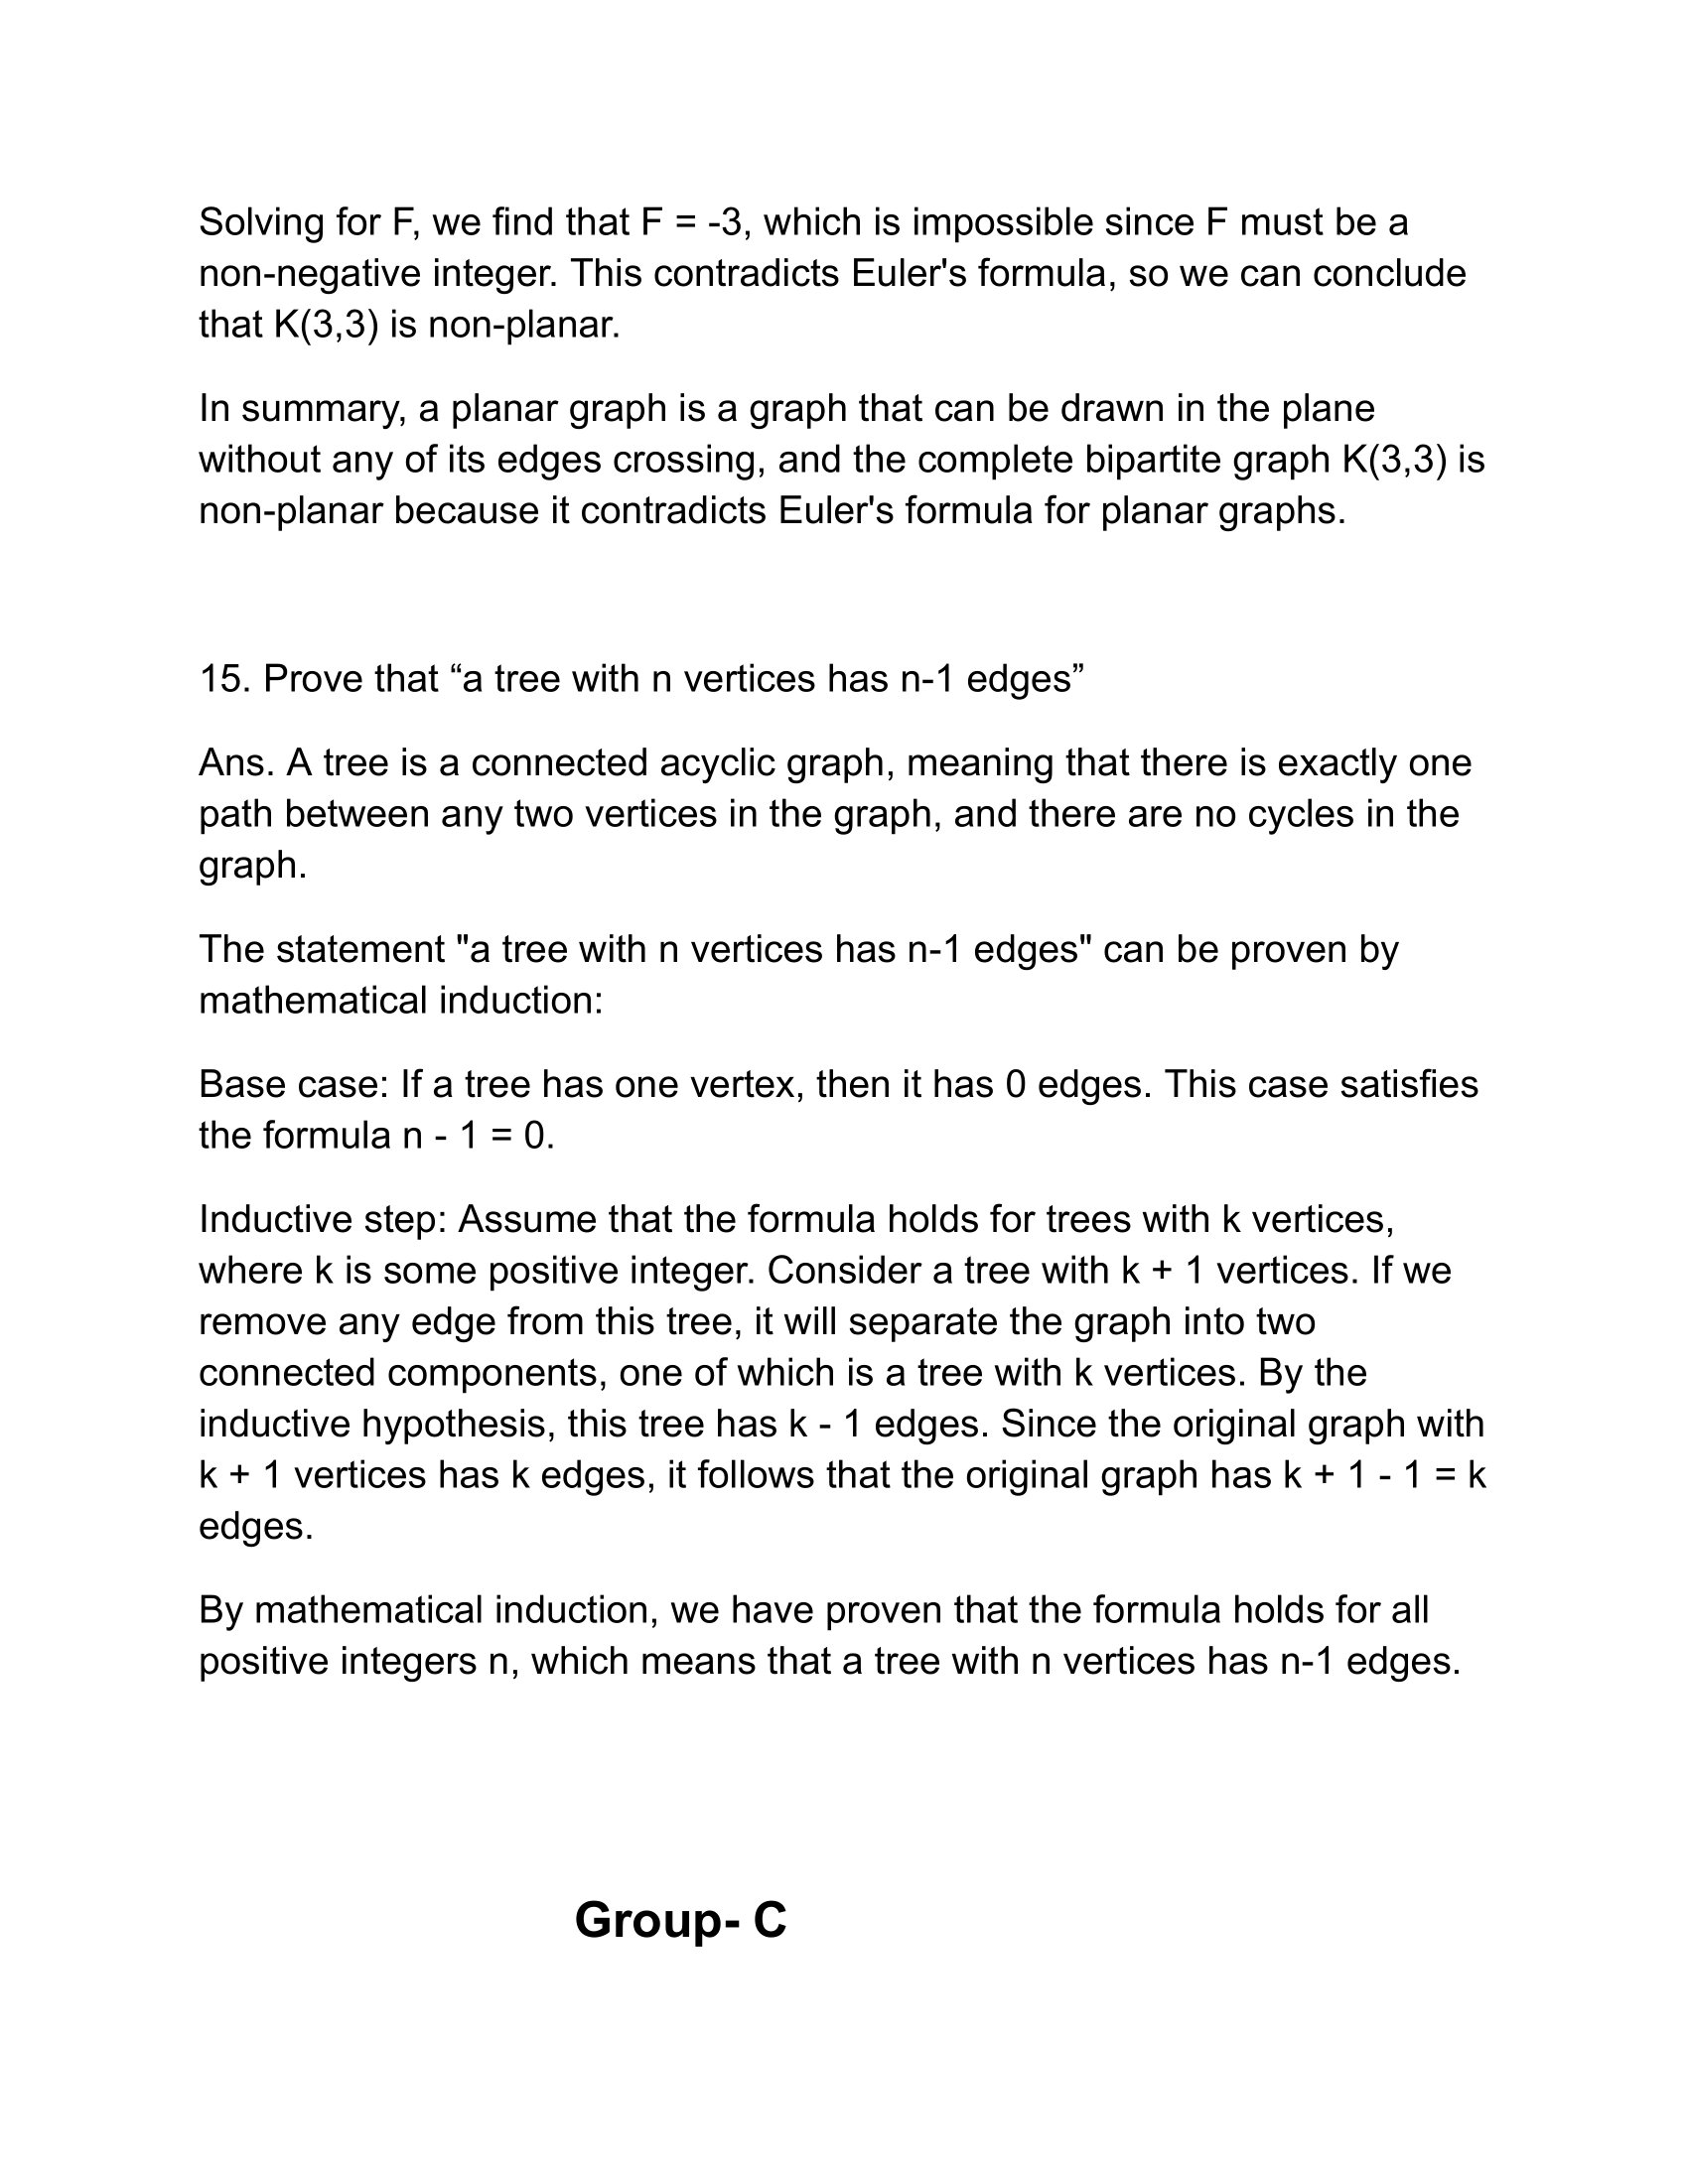 Solving for F, we find that F = -3, which is impossible since F must be a
non-negative integer. This contradicts Euler's formula, so we can conclude
that K(3,3) is non-planar.
In summary, a planar graph is a graph that can be drawn in the plane
without any of its edges crossing, and the complete bipartite graph K(3,3) is
non-planar because it contradicts Euler's formula for planar graphs.
15. Prove that “a tree with n vertices has n-1 edges”
Ans. A tree is a connected acyclic graph, meaning that there is exactly one
path between any two vertices in the graph, and there are no cycles in the
graph.
The statement "a tree with n vertices has n-1 edges" can be proven by
mathematical induction:
Base case: If a tree has one vertex, then it has 0 edges. This case satisfies
the formula n - 1 = 0.
Inductive step: Assume that the formula holds for trees with k vertices,
where k is some positive integer. Consider a tree with k + 1 vertices. If we
remove any edge from this tree, it will separate the graph into two
connected components, one of which is a tree with k vertices. By the
inductive hypothesis, this tree has k - 1 edges. Since the original graph with
k + 1 vertices has k edges, it follows that the original graph has k + 1 - 1 = k
edges.
By mathematical induction, we have proven that the formula holds for all
positive integers n, which means that a tree with n vertices has n-1 edges.
Group- C